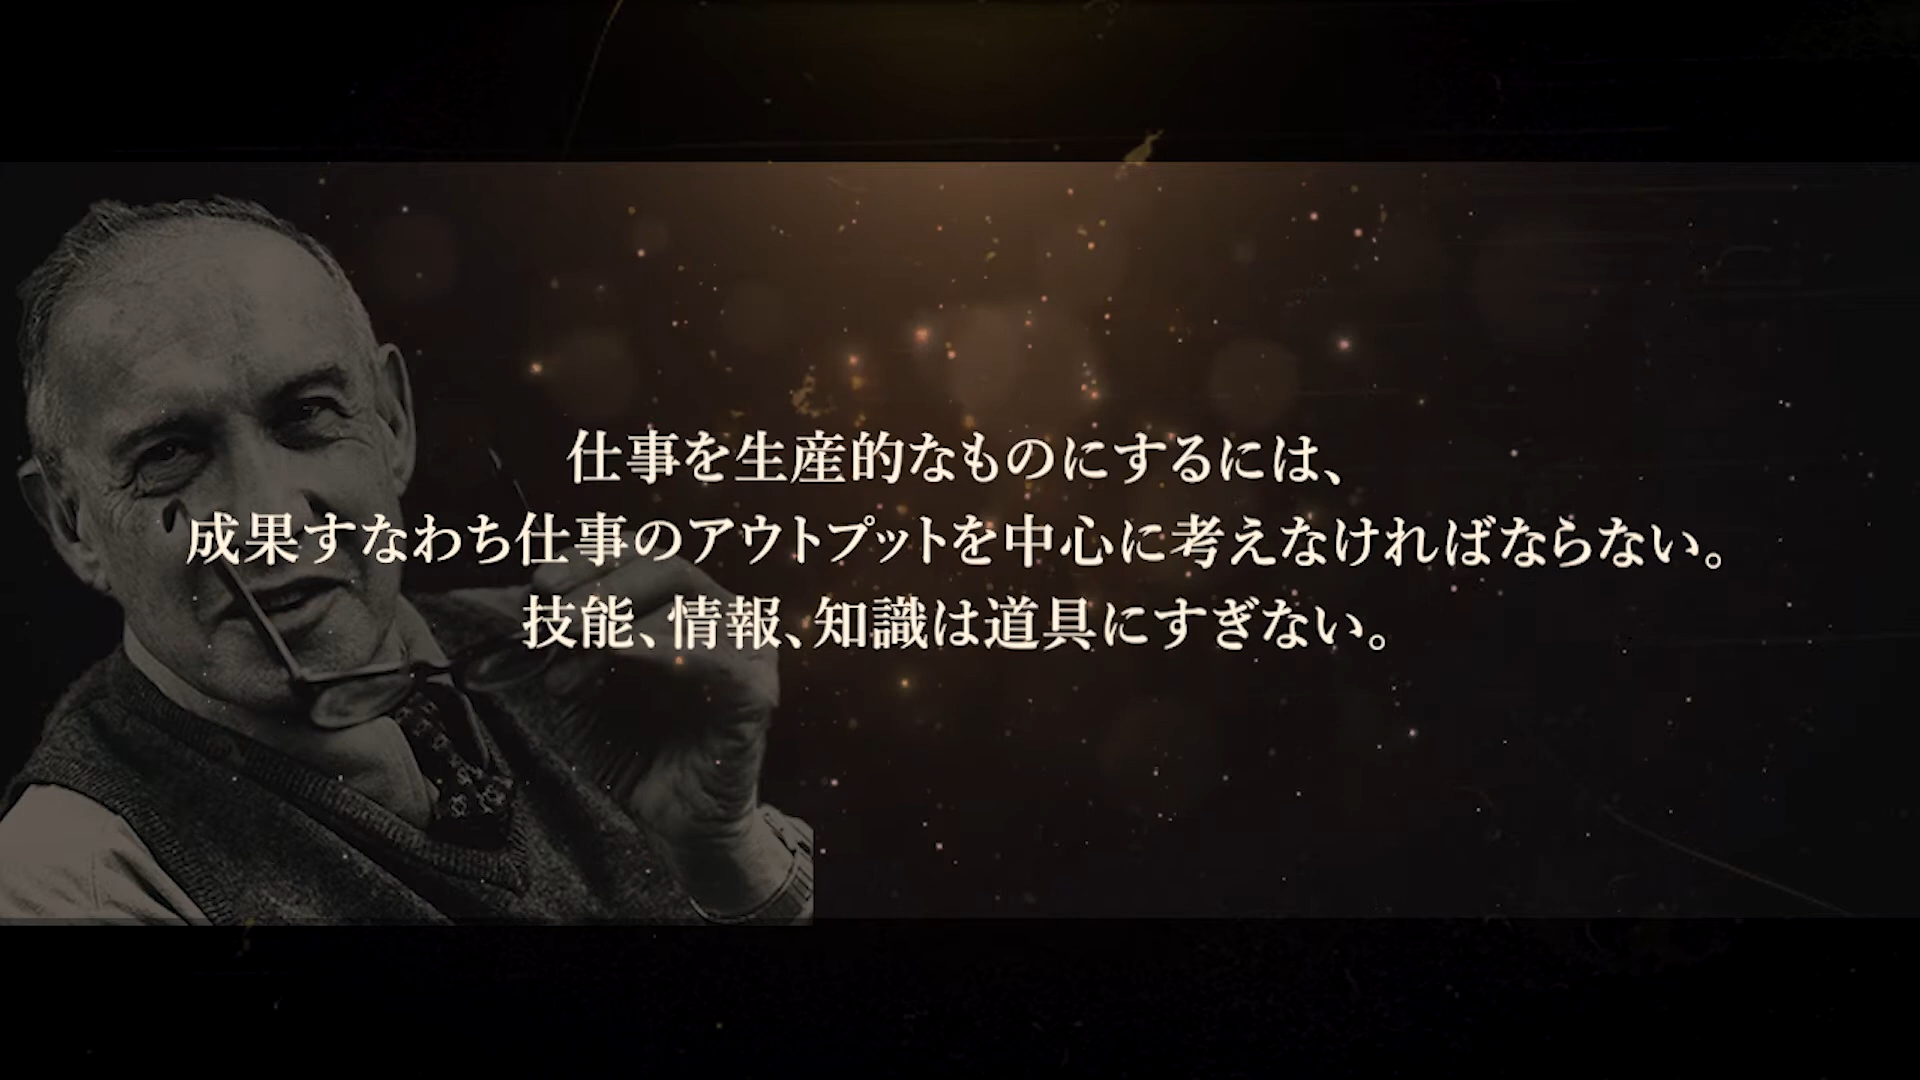 仕事を生産的なものにするには、
成果すなわち仕事のアウトプットを中心に考えなければならない。
技能、情報、知識は道具にすぎない。